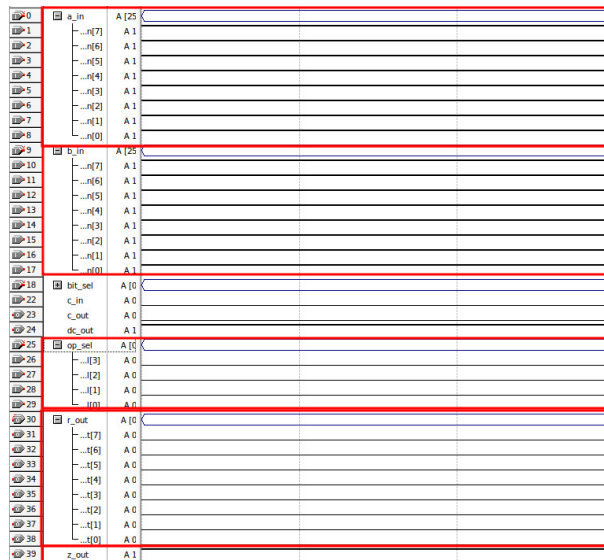 0 a_in A [25
1 ...n[7] A 1
2 ...n[6] A 1
3 ...n[5] A 1
4 ...n[4] A 1
5 ...n[3] A 1
6 ...n[2] A 1
7 ...n[1] A 1
8 ...n[0] A 1
9 b_in A [25
10 ...n[7] A 1
11 ...n[6] A 1
12 ...n[5] A 1
13 ...n[4] A 1
14 ...n[3] A 1
15 ...n[2] A 1
16 ...n[1] A 1
17 ...n[0] A 1
18 bit_sel A [0
22 c_in A 0
23 c_out A 0
24 dc_out A 1
25 op_sel A [0
26 ...l[3] A 0
27 ...l[2] A 0
28 ...l[1] A 0
29 ...l[0] A 0
30 r_out A [0
31 ...t[7] A 0
32 ...t[6] A 0
33 ...t[5] A 0
34 ...t[4] A 0
35 ...t[3] A 0
36 ...t[2] A 0
37 ...t[1] A 0
38 ...t[0] A 0
39 z_out A 1